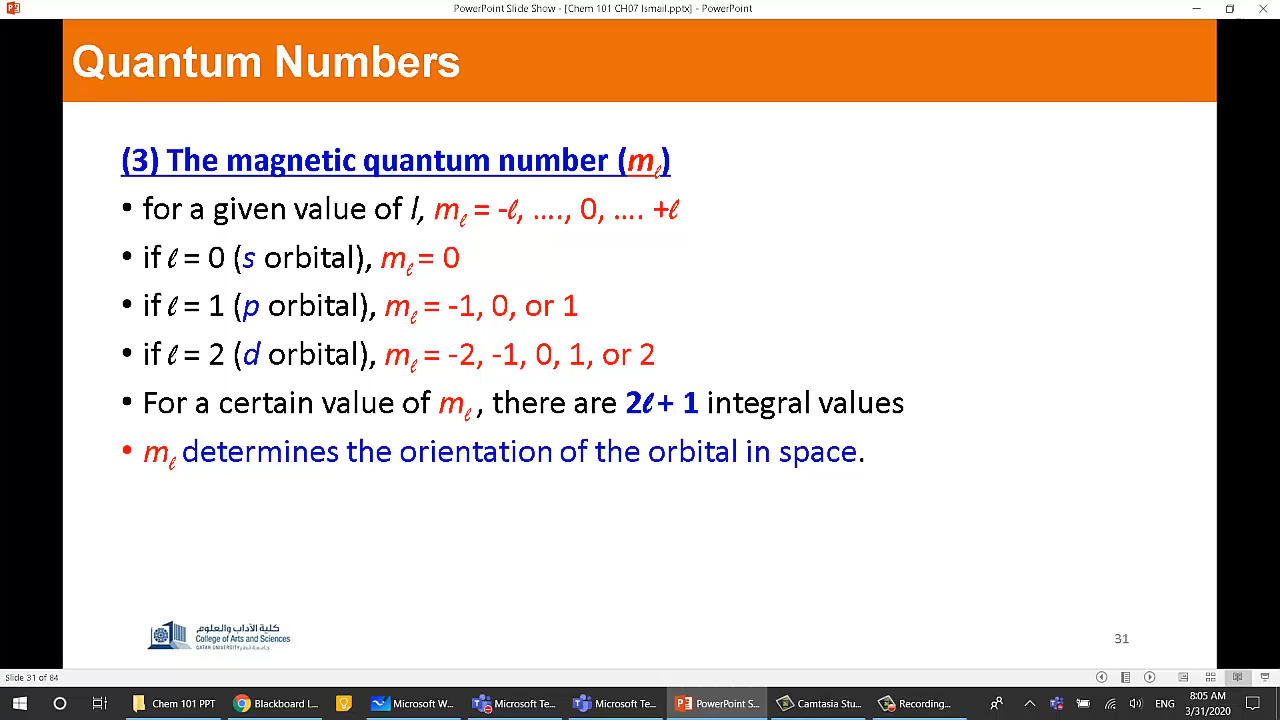 PowerPoint Slide Show - [Chem 101 CH07 Ismail.pptx] - PowerPoint
Quantum Numbers
(3) The magnetic quantum number (mℓ)
• for a given value of l, mℓ = -ℓ, …., 0, …. +ℓ
• if ℓ = 0 (s orbital), mℓ = 0
• if ℓ = 1 (p orbital), mℓ = -1, 0, or 1
• if ℓ = 2 (d orbital), mℓ = -2, -1, 0, 1, or 2
• For a certain value of mℓ , there are 2ℓ + 1 integral values
• mℓ determines the orientation of the orbital in space.
كلية الآداب والعلوم
College of Arts and Sciences
QATAR UNIVERSITY جامعة قطر
31
Slide 31 of 84
Chem 101 PPT
Blackboard L...
Microsoft W...
Microsoft Te...
Microsoft Te...
PowerPoint S...
Camtasia Stu...
Recording...
ENG
8:05 AM
3/31/2020